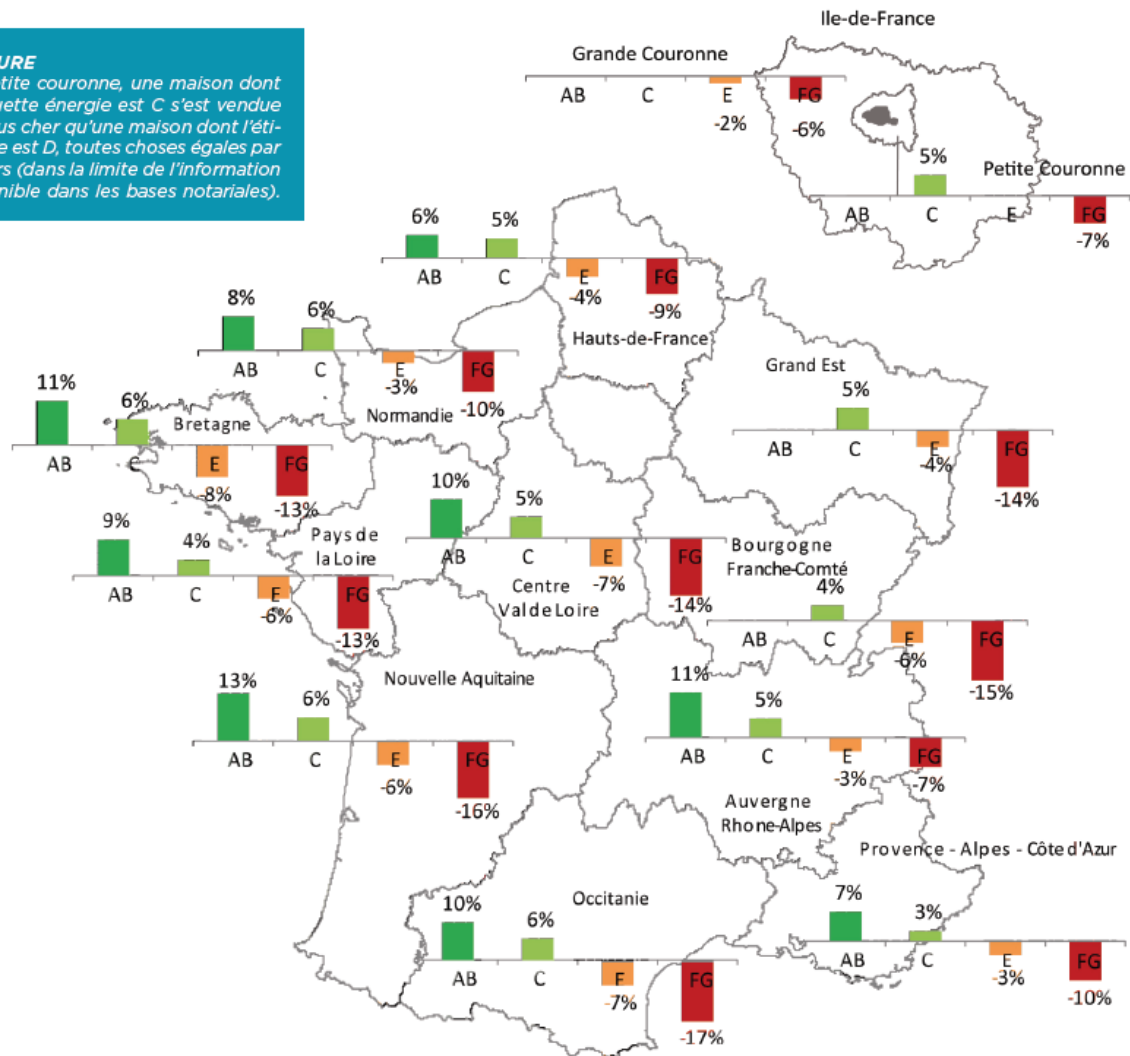 URE
etite couronne, une maison dont
uette énergie est C s'est vendue
us cher qu'une maison dont l'éti-
e est D, toutes choses égales par
rs (dans la limite de l'information
nible dans les bases notariales).
Ile-de-France
Grande Couronne
AB C E FG
-2% -6%
5%
Petite Couronne
AB C E FG
-7%
6% 5%
AB C E FG
-4% -9%
Hauts-de-France
8% 6%
AB C E FG
-3% -10%
Normandie
Grand Est
5%
AB C E FG
-4% -14%
11% 6%
Bretagne
AB C E FG
-8% -13%
10% 5%
AB C E FG
-7% -14%
Centre
Val de Loire
9% 4%
Pays de
la Loire
AB C E FG
-6% -13%
Bourgogne
Franche-Comté
4%
AB C E FG
-6% -15%
13% 6%
Nouvelle Aquitaine
AB C E FG
-6% -16%
11% 5%
AB C E FG
-3% -7%
Auvergne
Rhone-Alpes
Provence - Alpes - Côte d'Azur
7% 3%
AB C E FG
-3% -10%
Occitanie
10% 6%
AB C E FG
-7% -17%